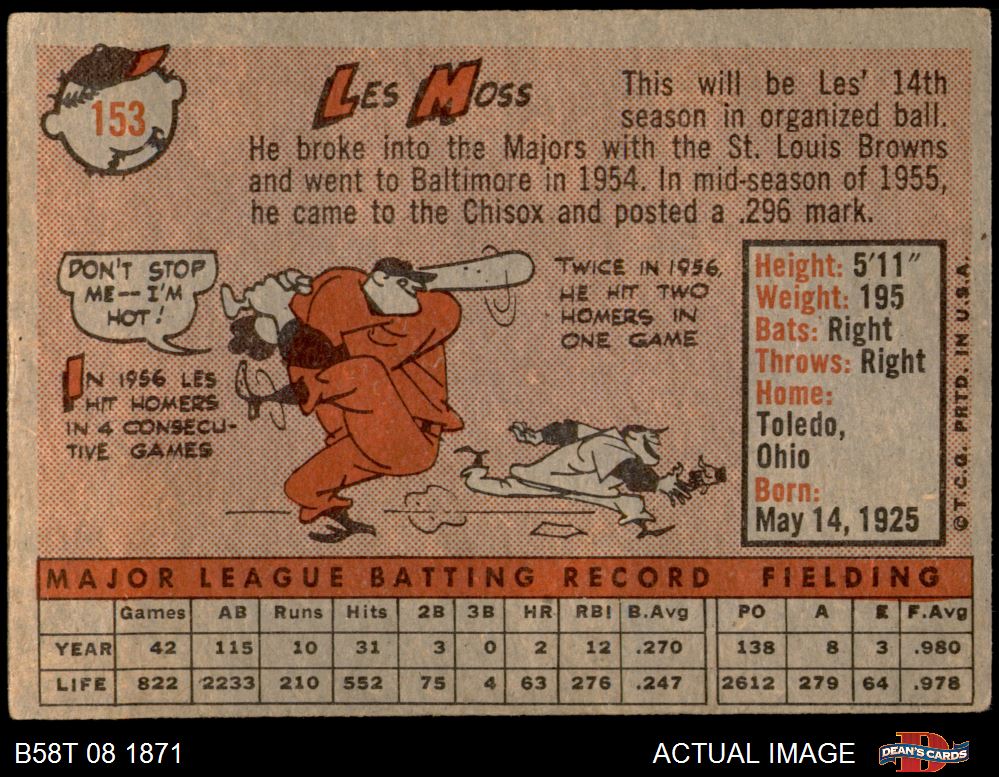 153
LES MOSS
This will be Les' 14th
season in organized ball.
He broke into the Majors with the St. Louis Browns
and went to Baltimore in 1954. In mid-season of 1955,
he came to the Chisox and posted a .296 mark.
DON'T STOP
ME--I'M
HOT!
IN 1956 LES
HIT HOMERS
IN 4 CONSECU-
TIVE GAMES
TWICE IN 1956,
HE HIT TWO
HOMERS IN
ONE GAME
Height: 5'11"
Weight: 195
Bats: Right
Throws: Right
Home:
Toledo,
Ohio
Born:
May 14, 1925
© T.C.G. PRTD. IN U.S.A.
MAJOR LEAGUE BATTING RECORD FIELDING
Games AB Runs Hits 2B 3B HR RBI B.Avg PO A E F.Avg
YEAR 42 115 10 31 3 0 2 12 .270 138 8 3 .980
LIFE 822 2233 210 552 75 4 63 276 .247 2612 279 64 .978
B58T 08 1871 ACTUAL IMAGE DEAN'S CARDS